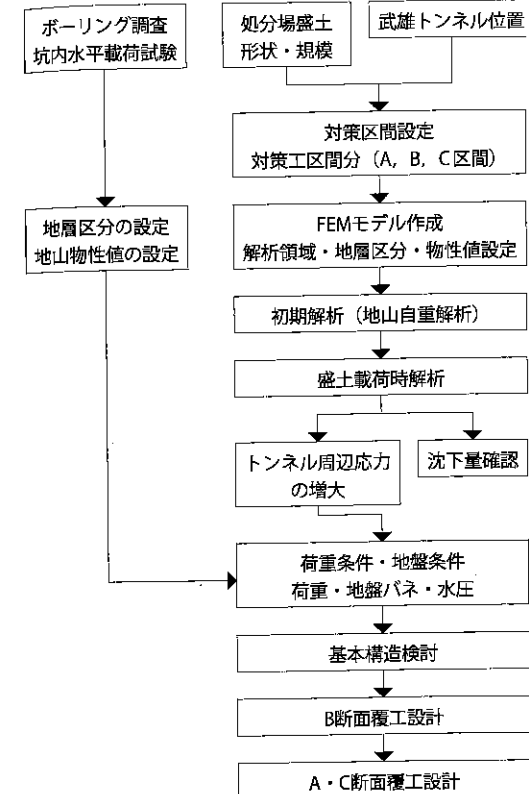 ボーリング調査
坑内水平載荷試験
処分場盛土
形状・規模
武雄トンネル位置
対策区間設定
対策工区間分（A, B, C区間）
地層区分の設定
地山物性値の設定
FEMモデル作成
解析領域・地層区分・物性値設定
初期解析（地山自重解析）
盛土載荷時解析
トンネル周辺応力
の増大
沈下量確認
荷重条件・地盤条件
荷重・地盤バネ・水圧
基本構造検討
B断面覆工設計
A・C断面覆工設計